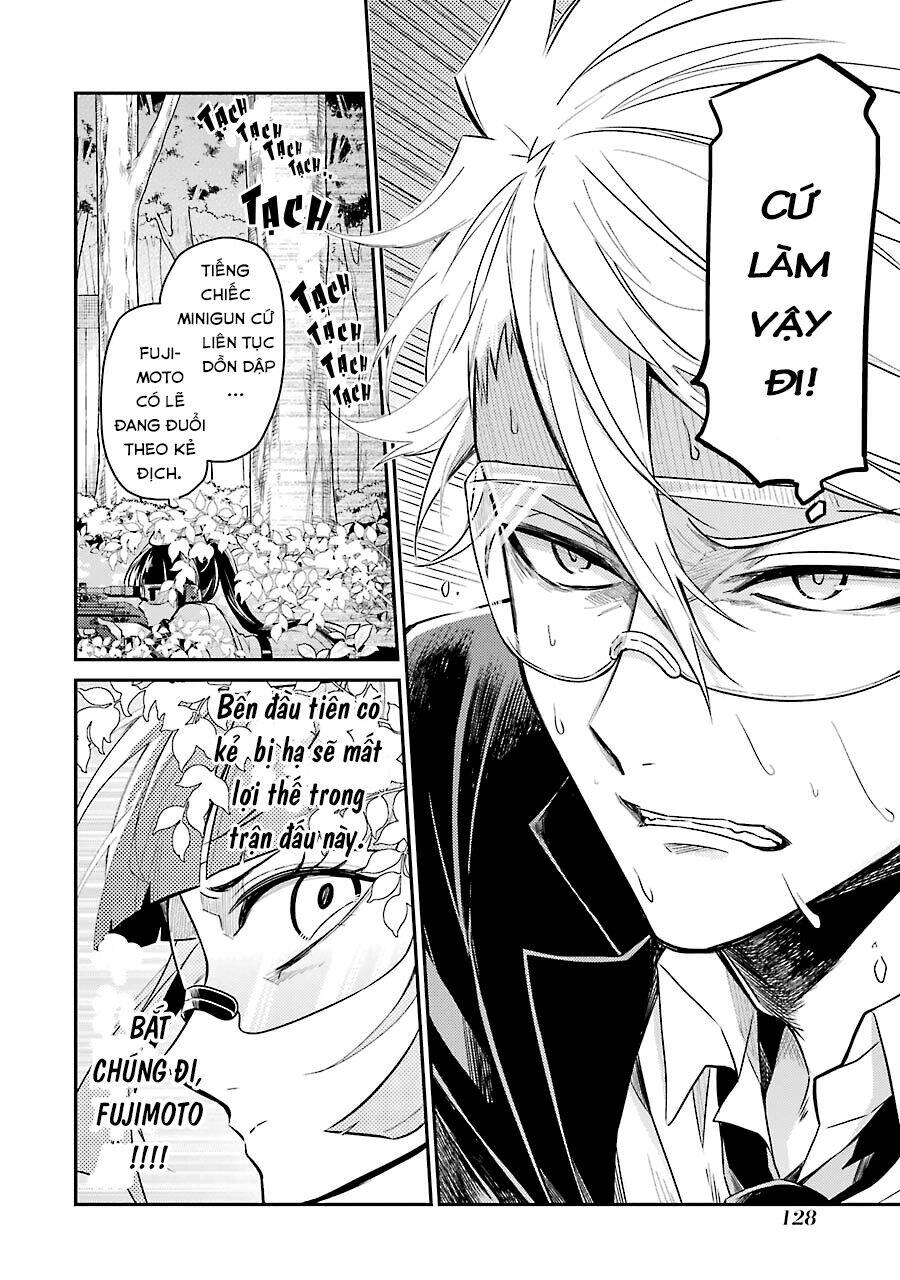 CỨ
LÀM
VẬY
ĐI!
TẠCH
TẠCH
TẠCH
TẠCH
TẠCH
TẠCH
TẠCH
TẠCH
TẠCH
TIẾNG
CHIẾC
MINIGUN CỨ
LIÊN TỤC
DỒN DẬP
...
FUJI-
MOTO
CÓ LẼ
ĐANG ĐUỔI
THEO KẺ
ĐỊCH.
Bên đầu tiên có
kẻ bị hạ sẽ mất
lợi thế trong
trận đấu này.
BẮT
CHÚNG ĐI,
FUJIMOTO
!!!!
128